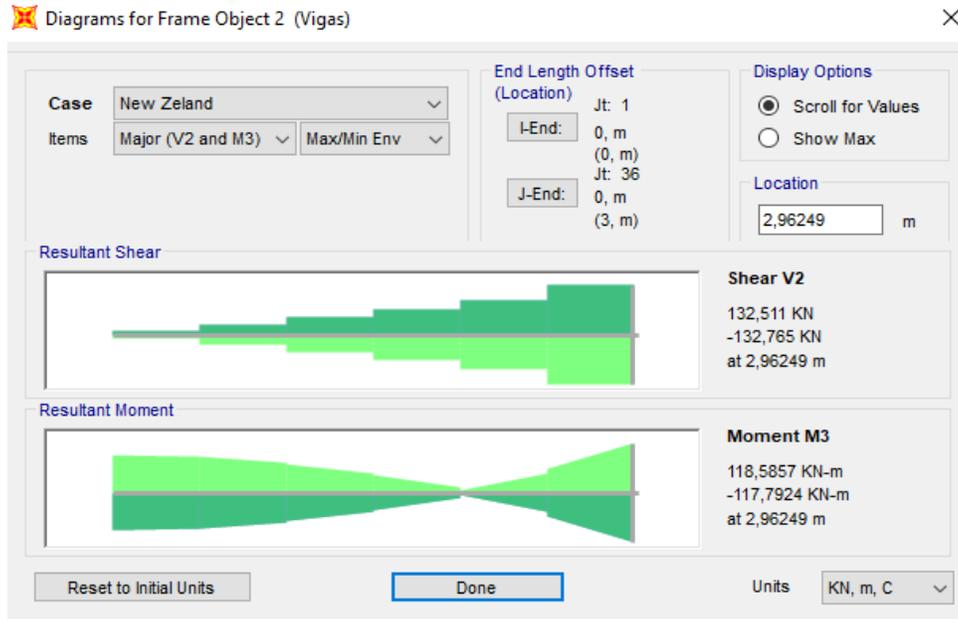 Diagrams for Frame Object 2 (Vigas)
Case New Zeland
Items Major (V2 and M3) Max/Min Env
End Length Offset
(Location)
I-End:
Jt: 1
0, m
(0, m)
J-End:
Jt: 36
0, m
(3, m)
Display Options
Scroll for Values
Show Max
Location
2,96249 m
Resultant Shear
Shear V2
132,511 KN
-132,765 KN
at 2,96249 m
Resultant Moment
Moment M3
118,5857 KN-m
-117,7924 KN-m
at 2,96249 m
Reset to Initial Units
Done
Units KN, m, C